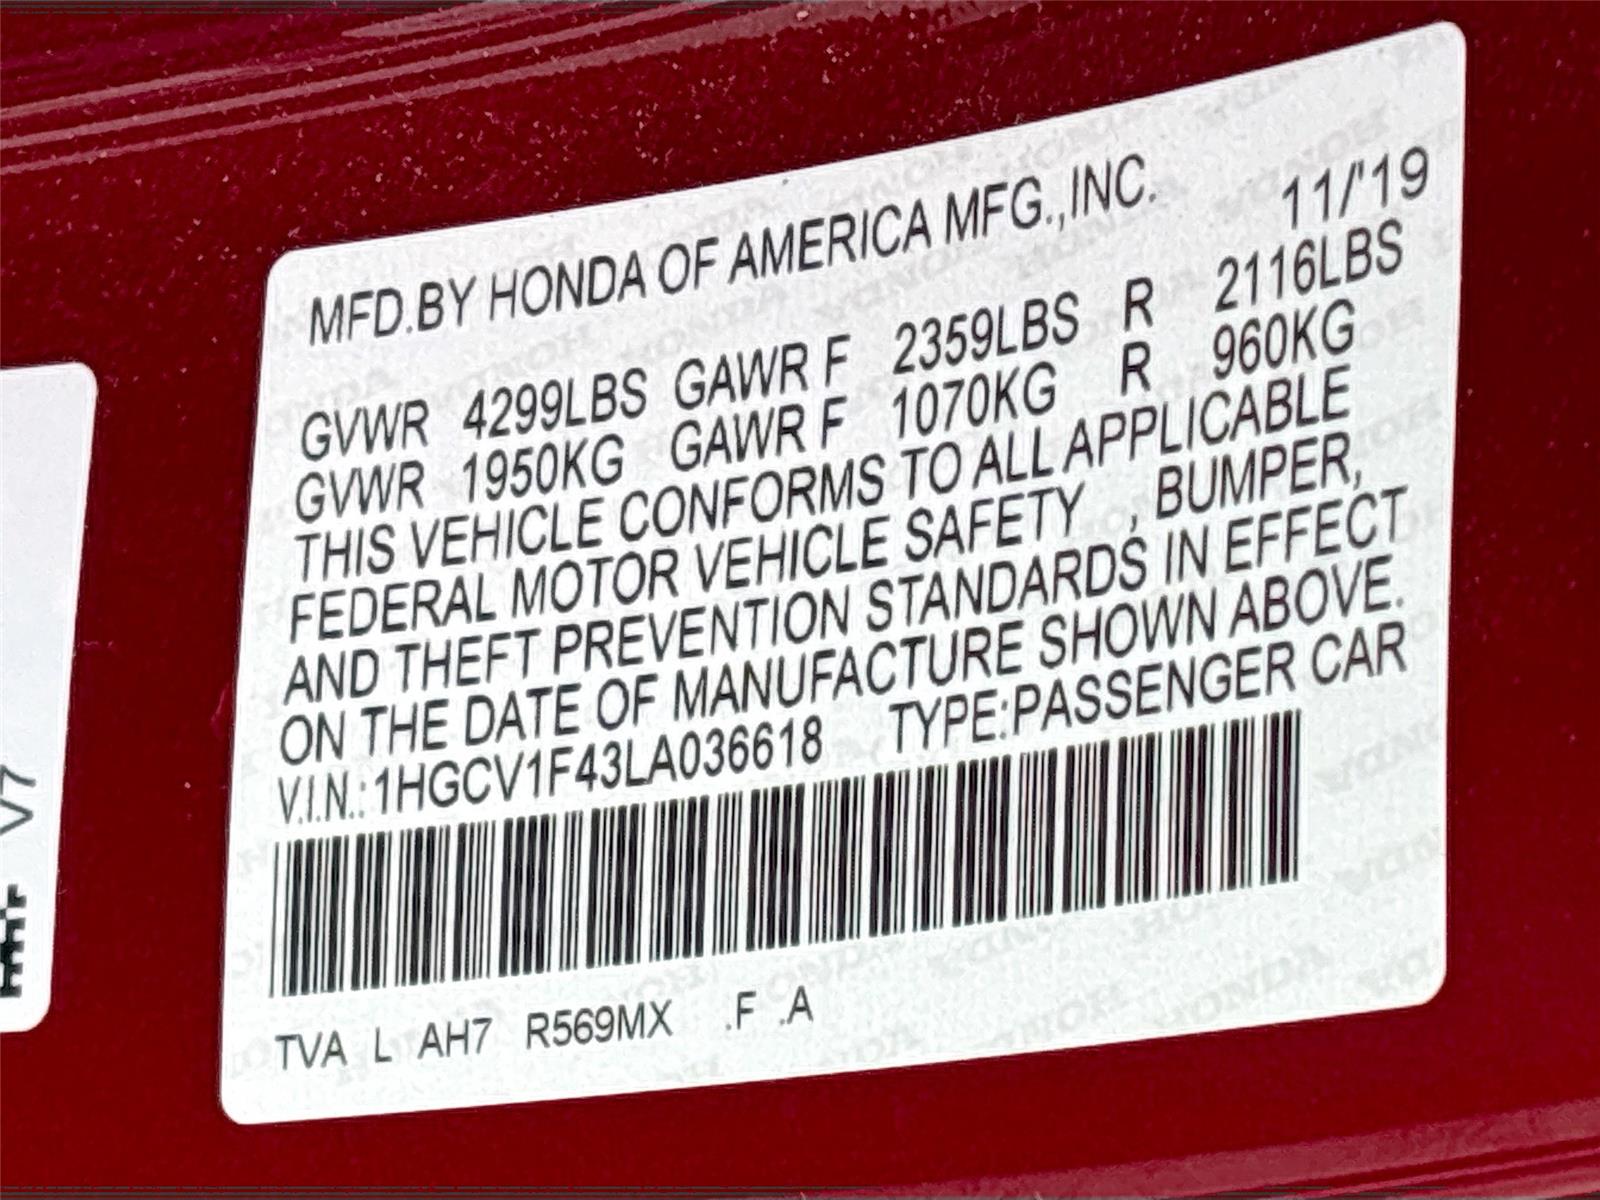 MFD.BY HONDA OF AMERICA MFG.,INC. 11/'19
GVWR 4299LBS GAWR F 2359LBS R 2116LBS
GVWR 1950KG GAWR F 1070KG R 960KG
THIS VEHICLE CONFORMS TO ALL APPLICABLE
FEDERAL MOTOR VEHICLE SAFETY , BUMPER,
AND THEFT PREVENTION STANDARDS IN EFFECT
ON THE DATE OF MANUFACTURE SHOWN ABOVE.
V.I.N.:1HGCV1F43LA036618 TYPE:PASSENGER CAR
TVA L AH7 R569MX .F .A
V7